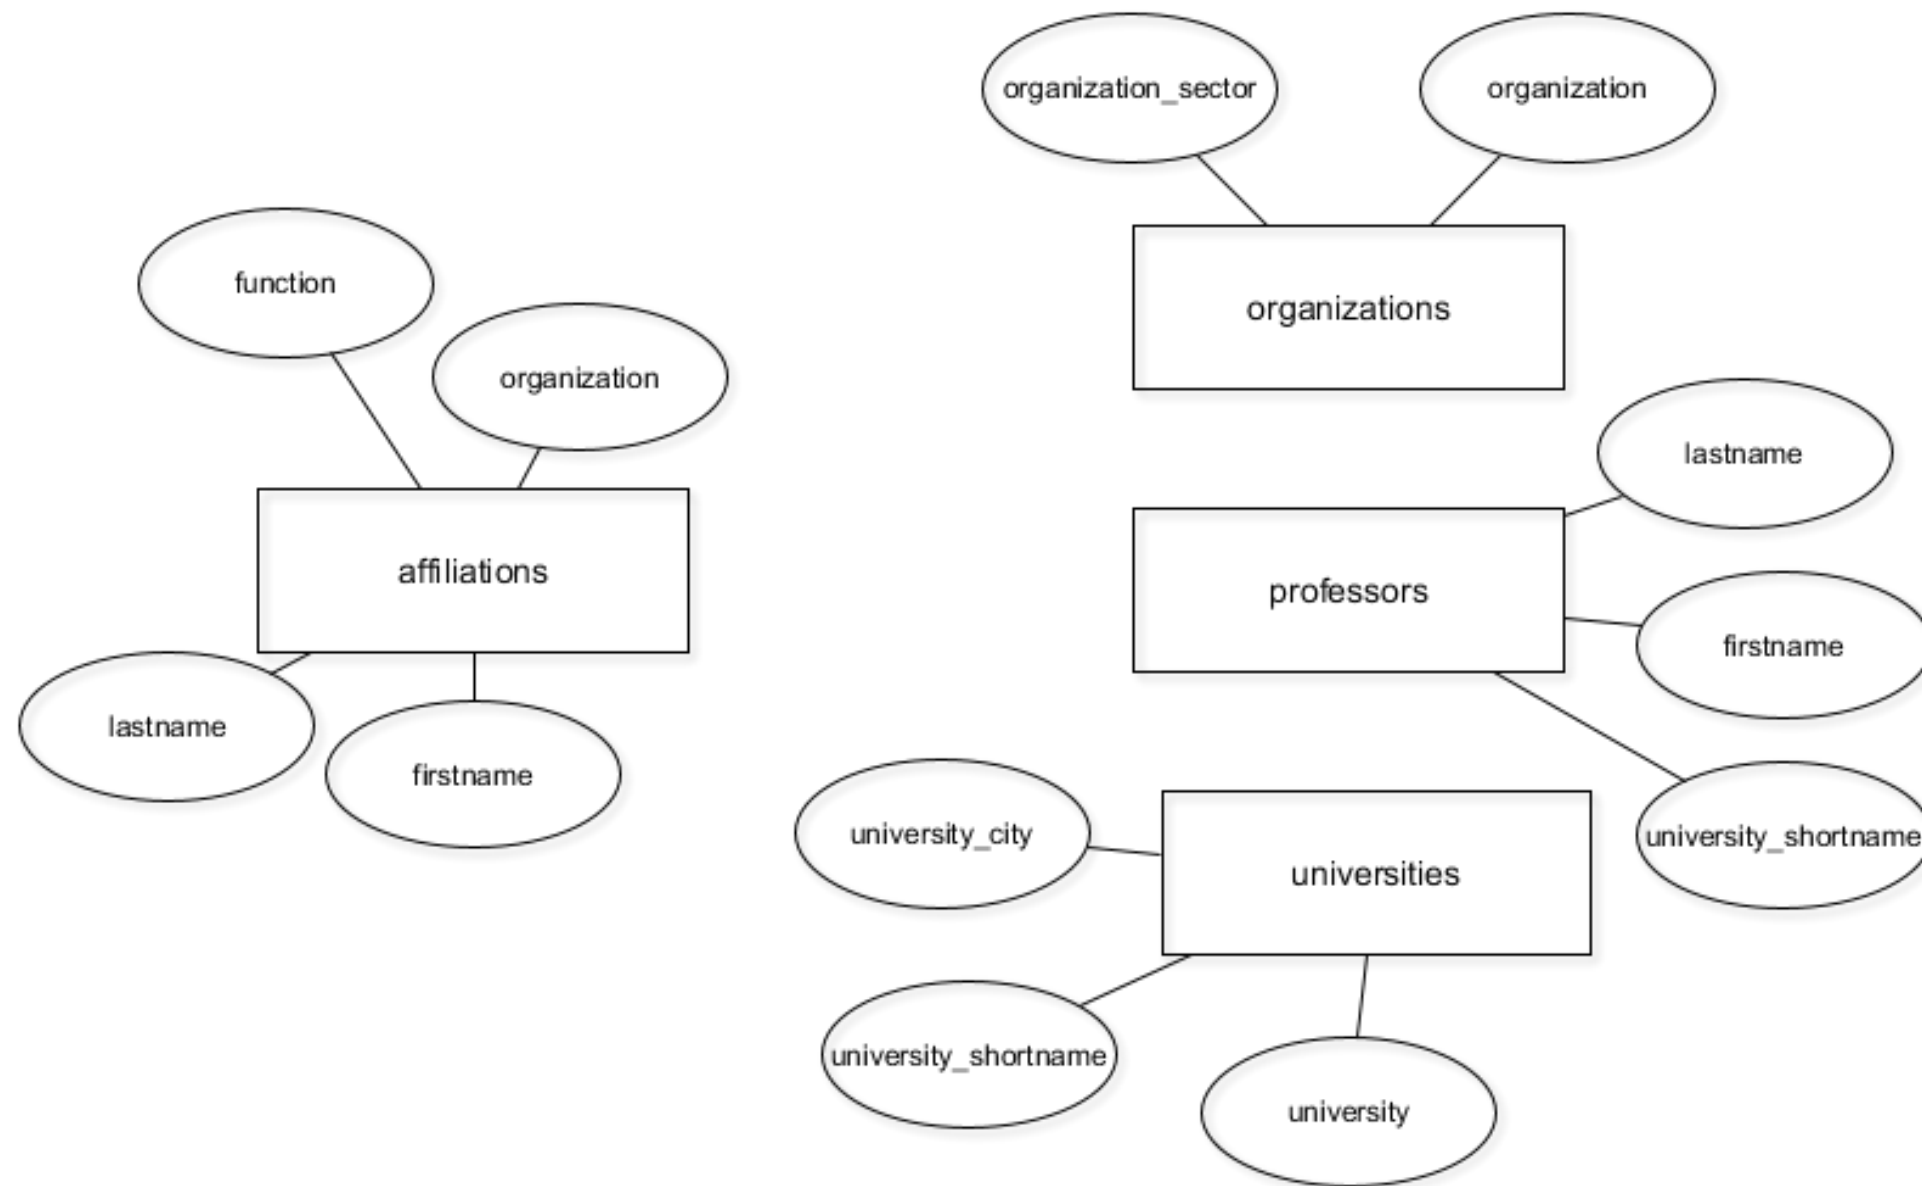 organization_sector
organization
function
organization
organizations
lastname
affiliations
professors
firstname
lastname
firstname
university_city
university_shortname
universities
university_shortname
university